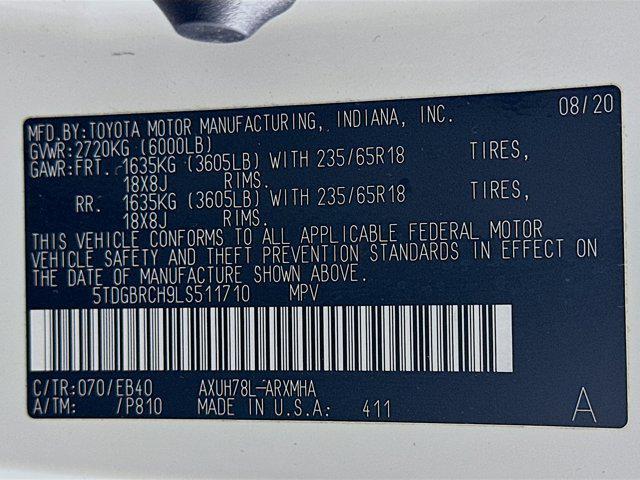 08/20
MFD.BY:TOYOTA MOTOR MANUFACTURING, INDIANA, INC.
GVWR:2720KG (6000LB)
GAWR:FRT. 1635KG (3605LB) WITH 235/65R18 TIRES,
18X8J RIMS.
RR. 1635KG (3605LB) WITH 235/65R18 TIRES,
18X8J RIMS.
THIS VEHICLE CONFORMS TO ALL APPLICABLE FEDERAL MOTOR
VEHICLE SAFETY AND THEFT PREVENTION STANDARDS IN EFFECT ON
THE DATE OF MANUFACTURE SHOWN ABOVE.
5TDGBRCH9LS511710 MPV
C/TR:070/EB40 AXUH78L-ARXMHA
A/TM: /P810 MADE IN U.S.A: 411 A